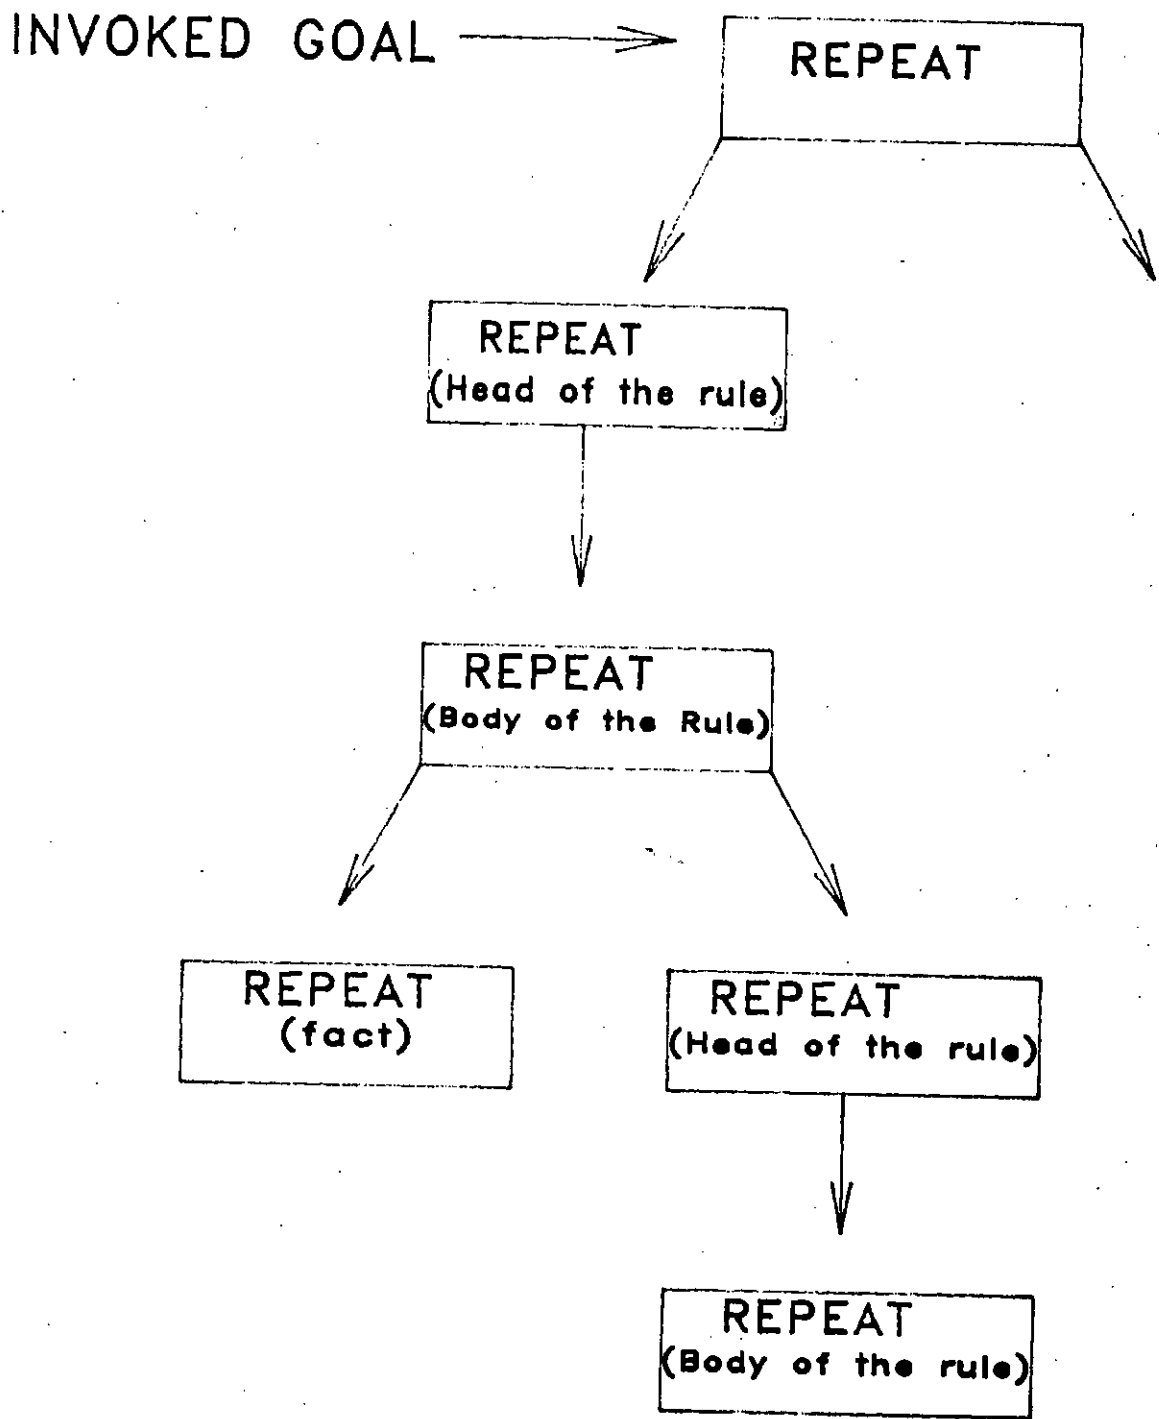 INVOKED GOAL
REPEAT
REPEAT
(Head of the rule)
REPEAT
(Body of the Rule)
REPEAT
(fact)
REPEAT
(Head of the rule)
REPEAT
(Body of the rule)